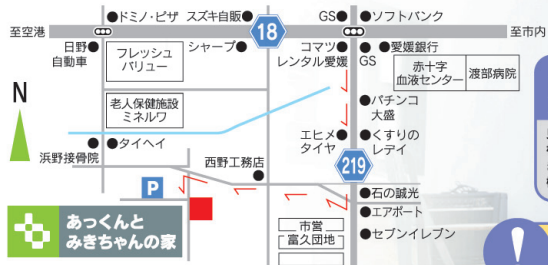 ドミノ・ピザ
スズキ自販
GS
ソフトバンク
至空港
18
至市内
日野
自動車
フレッシュ
バリュー
シャープ
コマツ
レンタル愛媛
GS
愛媛銀行
赤十字
血液センター
渡部病院
N
老人保健施設
ミネルワ
パチンコ
大盛
タイヘイ
浜野接骨院
エヒメ
タイヤ
くすりの
レデイ
西野工務店
219
P
石の誠光
あっくんと
みきちゃんの家
市営
富久団地
エアポート
セブンイレブン